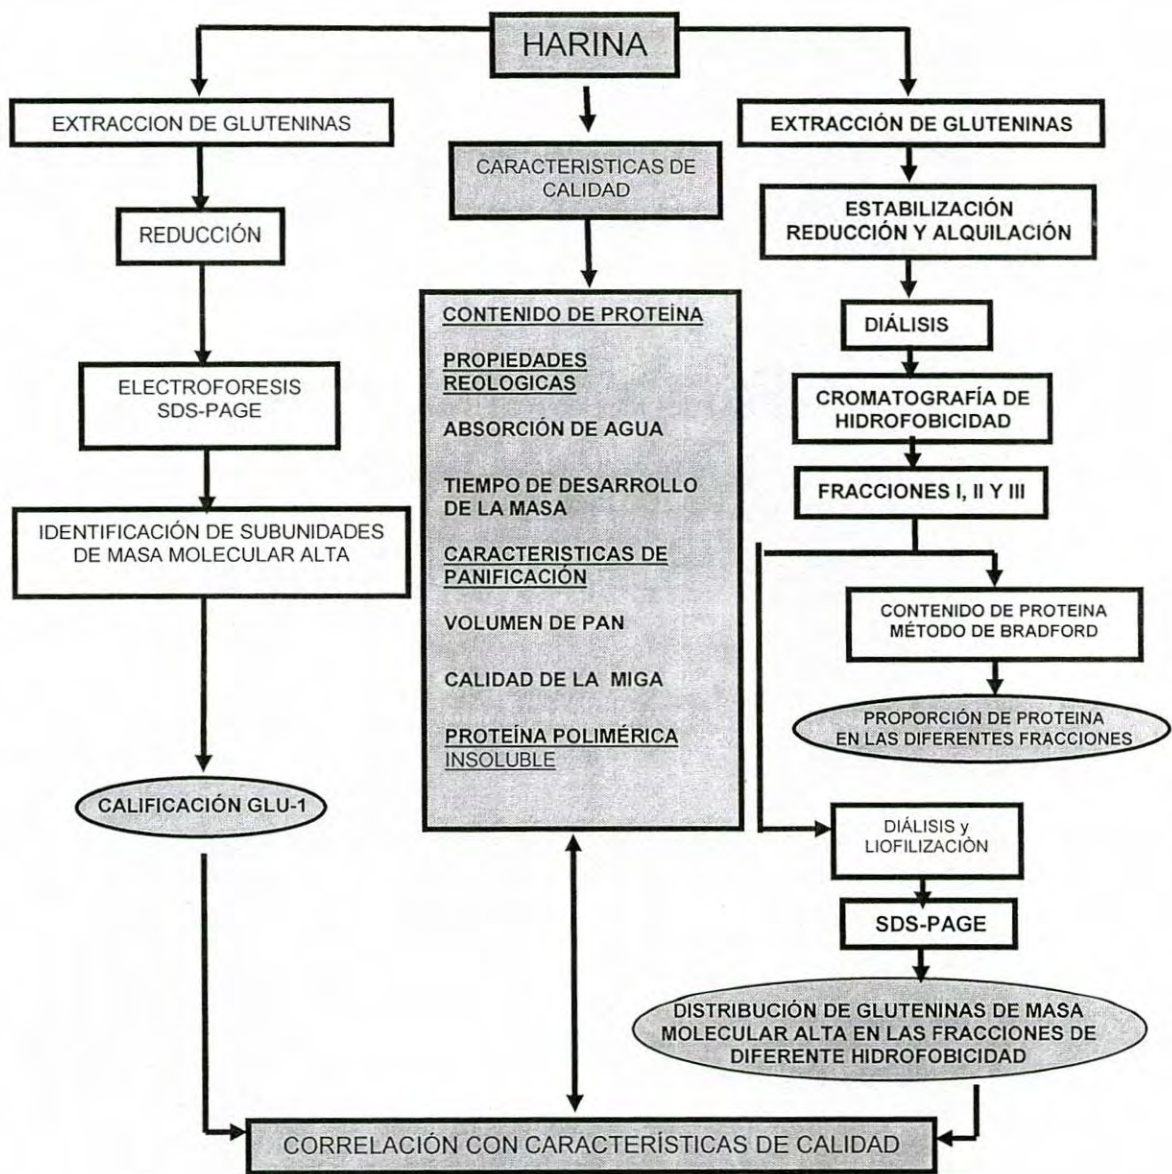 HARINA
EXTRACCION DE GLUTENINAS
REDUCCIÓN
ELECTROFORESIS
SDS-PAGE
IDENTIFICACIÓN DE SUBUNIDADES
DE MASA MOLECULAR ALTA
CALIFICACIÓN GLU-1
CARACTERISTICAS DE
CALIDAD
CONTENIDO DE PROTEÍNA
PROPIEDADES
REOLOGICAS
ABSORCIÓN DE AGUA
TIEMPO DE DESARROLLO
DE LA MASA
CARACTERISTICAS DE
PANIFICACIÓN
VOLUMEN DE PAN
CALIDAD DE LA MIGA
PROTEÍNA POLIMÉRICA
INSOLUBLE
EXTRACCIÓN DE GLUTENINAS
ESTABILIZACIÓN
REDUCCIÓN Y ALQUILACIÓN
DIÁLISIS
CROMATOGRAFÍA DE
HIDROFOBICIDAD
FRACCIONES I, II Y III
CONTENIDO DE PROTEINA
MÉTODO DE BRADFORD
PROPORCIÓN DE PROTEINA
EN LAS DIFERENTES FRACCIONES
DIÁLISIS y
LIOFILIZACIÒN
SDS-PAGE
DISTRIBUCIÓN DE GLUTENINAS DE MASA
MOLECULAR ALTA EN LAS FRACCIONES DE
DIFERENTE HIDROFOBICIDAD
CORRELACIÓN CON CARACTERÍSTICAS DE CALIDAD